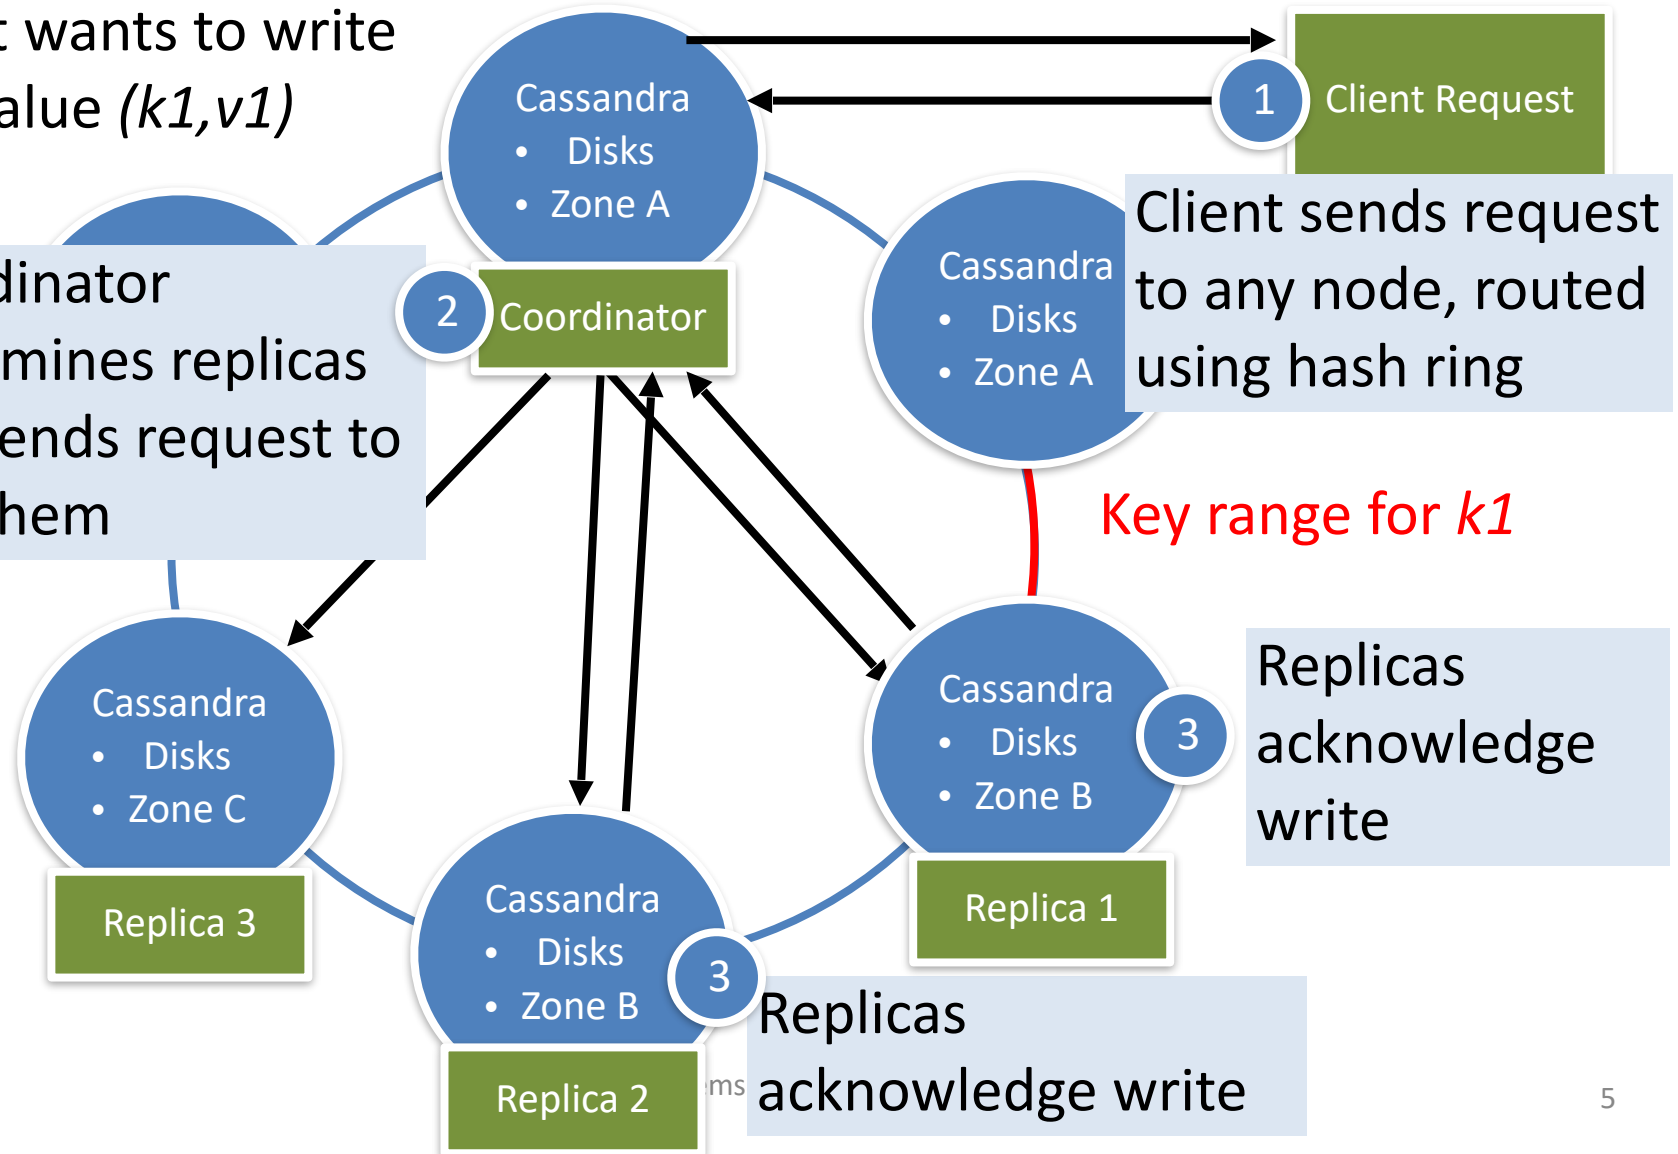 t wants to write
alue (k1,v1)
Cassandra
• Disks
• Zone A
1
Client Request
Client sends request
to any node, routed
using hash ring
dinator
mines replicas
ends request to
hem
2
Coordinator
Cassandra
• Disks
• Zone A
Key range for k1
Cassandra
• Disks
• Zone C
Replica 3
Cassandra
• Disks
• Zone B
3
Replica 1
Replicas
acknowledge
write
Cassandra
• Disks
• Zone B
3
Replica 2
ems
Replicas
acknowledge write
5